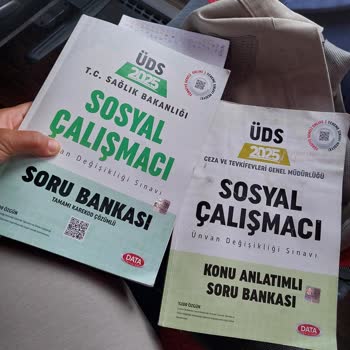 ÜDS
2025
T.C. SAĞLIK BAKANLIĞI
SOSYAL
ÇALIŞMACI
Unvan Değişikliği Sınavı
SORU BANKASI
TAMAMI KAREKOD ÇÖZÜMLÜ
DATA
ÜDS
2025
CEZA VE TEVKİFEVLERİ GENEL MÜDÜRLÜĞÜ
SOSYAL
ÇALIŞMACI
Ünvan Değişikliği Sınavı
KONU ANLATIMLI
SORU BANKASI
DATA